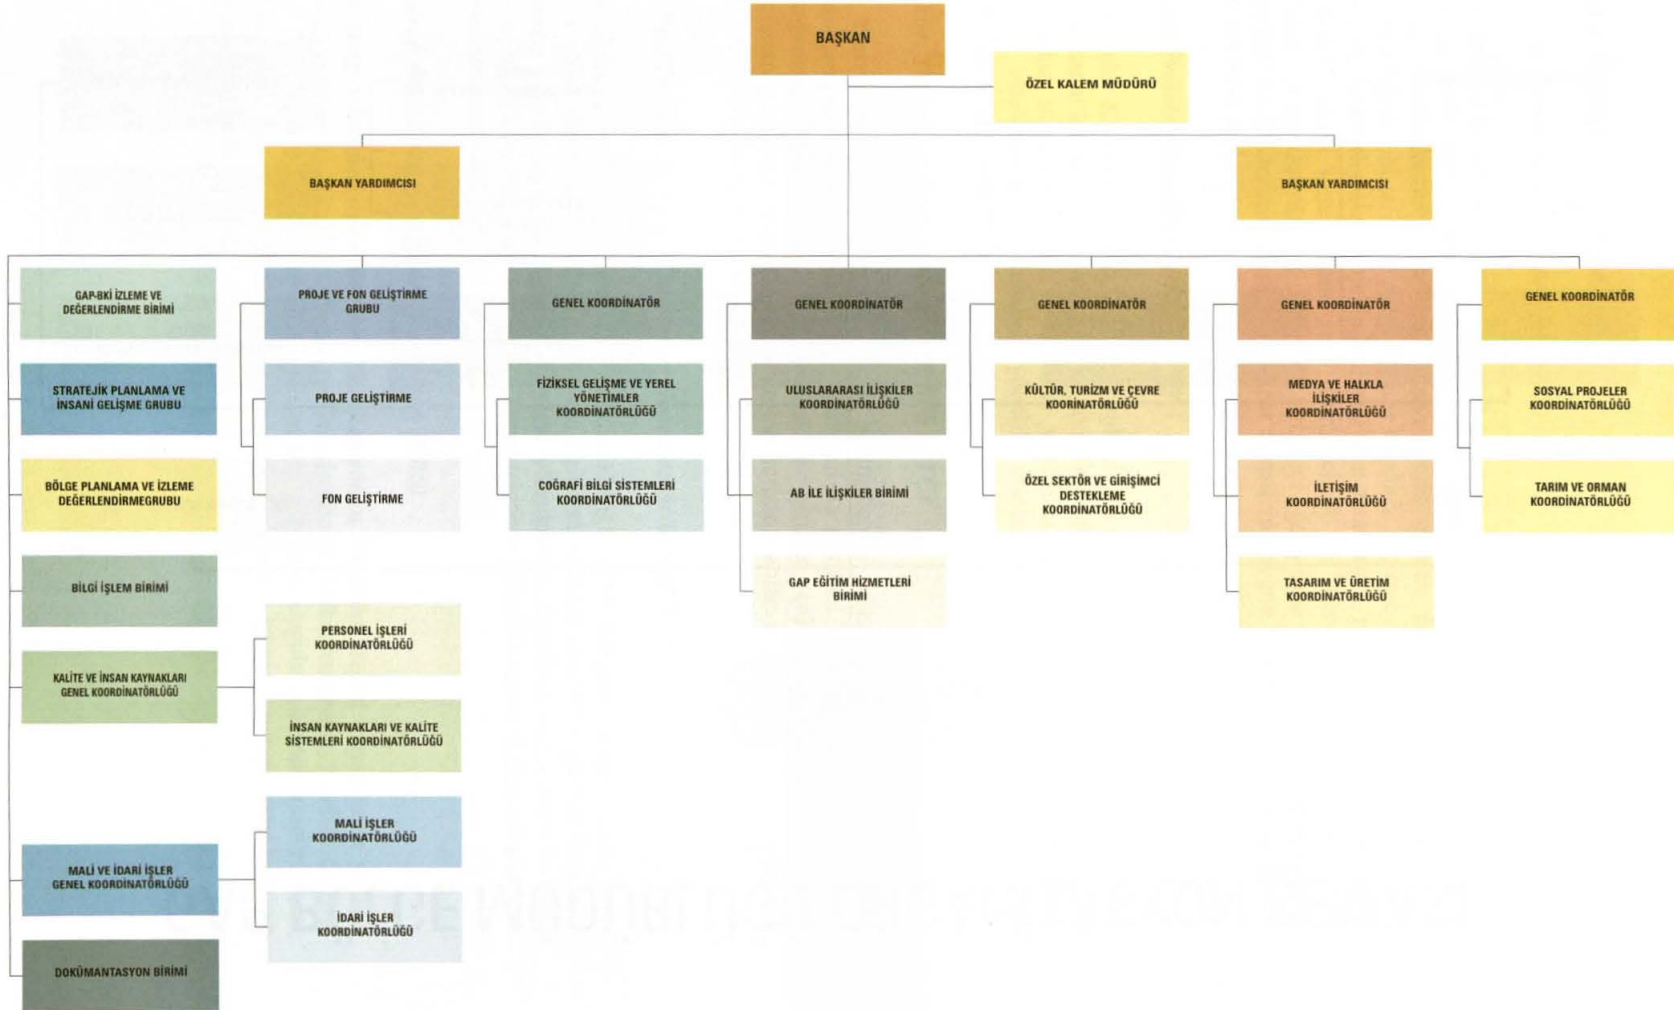 BAŞKAN
ÖZEL KALEM MÜDÜRÜ
BAŞKAN YARDIMCISI
BAŞKAN YARDIMCISI
GAP-BKİ İZLEME VE
DEĞERLENDİRME BİRİMİ
PROJE VE FON GELİŞTİRME
GRUBU
GENEL KOORDİNATÖR
GENEL KOORDİNATÖR
GENEL KOORDİNATÖR
GENEL KOORDİNATÖR
GENEL KOORDİNATÖR
STRATEJİK PLANLAMA VE
İNSANİ GELİŞME GRUBU
PROJE GELİŞTİRME
FİZİKSEL GELİŞME VE YEREL
YÖNETİMLER
KOORDİNATÖRLÜĞÜ
ULUSLARARASI İLİŞKİLER
KOORDİNATÖRLÜĞÜ
KÜLTÜR, TURİZM VE ÇEVRE
KOORİNATÖRLÜĞÜ
MEDYA VE HALKLA
İLİŞKİLER
KOORDİNATÖRLÜĞÜ
SOSYAL PROJELER
KOORDİNATÖRLÜĞÜ
BÖLGE PLANLAMA VE İZLEME
DEĞERLENDİRMEGRUBU
FON GELİŞTİRME
COĞRAFİ BİLGİ SİSTEMLERİ
KOORDİNATÖRLÜĞÜ
AB İLE İLİŞKİLER BİRİMİ
ÖZEL SEKTÖR VE GİRİŞİMCİ
DESTEKLEME
KOORDİNATÖRLÜĞÜ
İLETİŞİM
KOORDİNATÖRLÜĞÜ
TARIM VE ORMAN
KOORDİNATÖRLÜĞÜ
BİLGİ İŞLEM BİRİMİ
GAP EĞİTİM HİZMETLERİ
BİRİMİ
TASARIM VE ÜRETİM
KOORDİNATÖRLÜĞÜ
KALİTE VE İNSAN KAYNAKLARI
GENEL KOORDİNATÖRLÜĞÜ
PERSONEL İŞLERİ
KOORDİNATÖRLÜĞÜ
İNSAN KAYNAKLARI VE KALİTE
SİSTEMLERİ KOORDİNATÖRLÜĞÜ
MALİ VE İDARİ İŞLER
GENEL KOORDİNATÖRLÜĞÜ
MALİ İŞLER
KOORDİNATÖRLÜĞÜ
İDARİ İŞLER
KOORDİNATÖRLÜĞÜ
DOKÜMANTASYON BİRİMİ